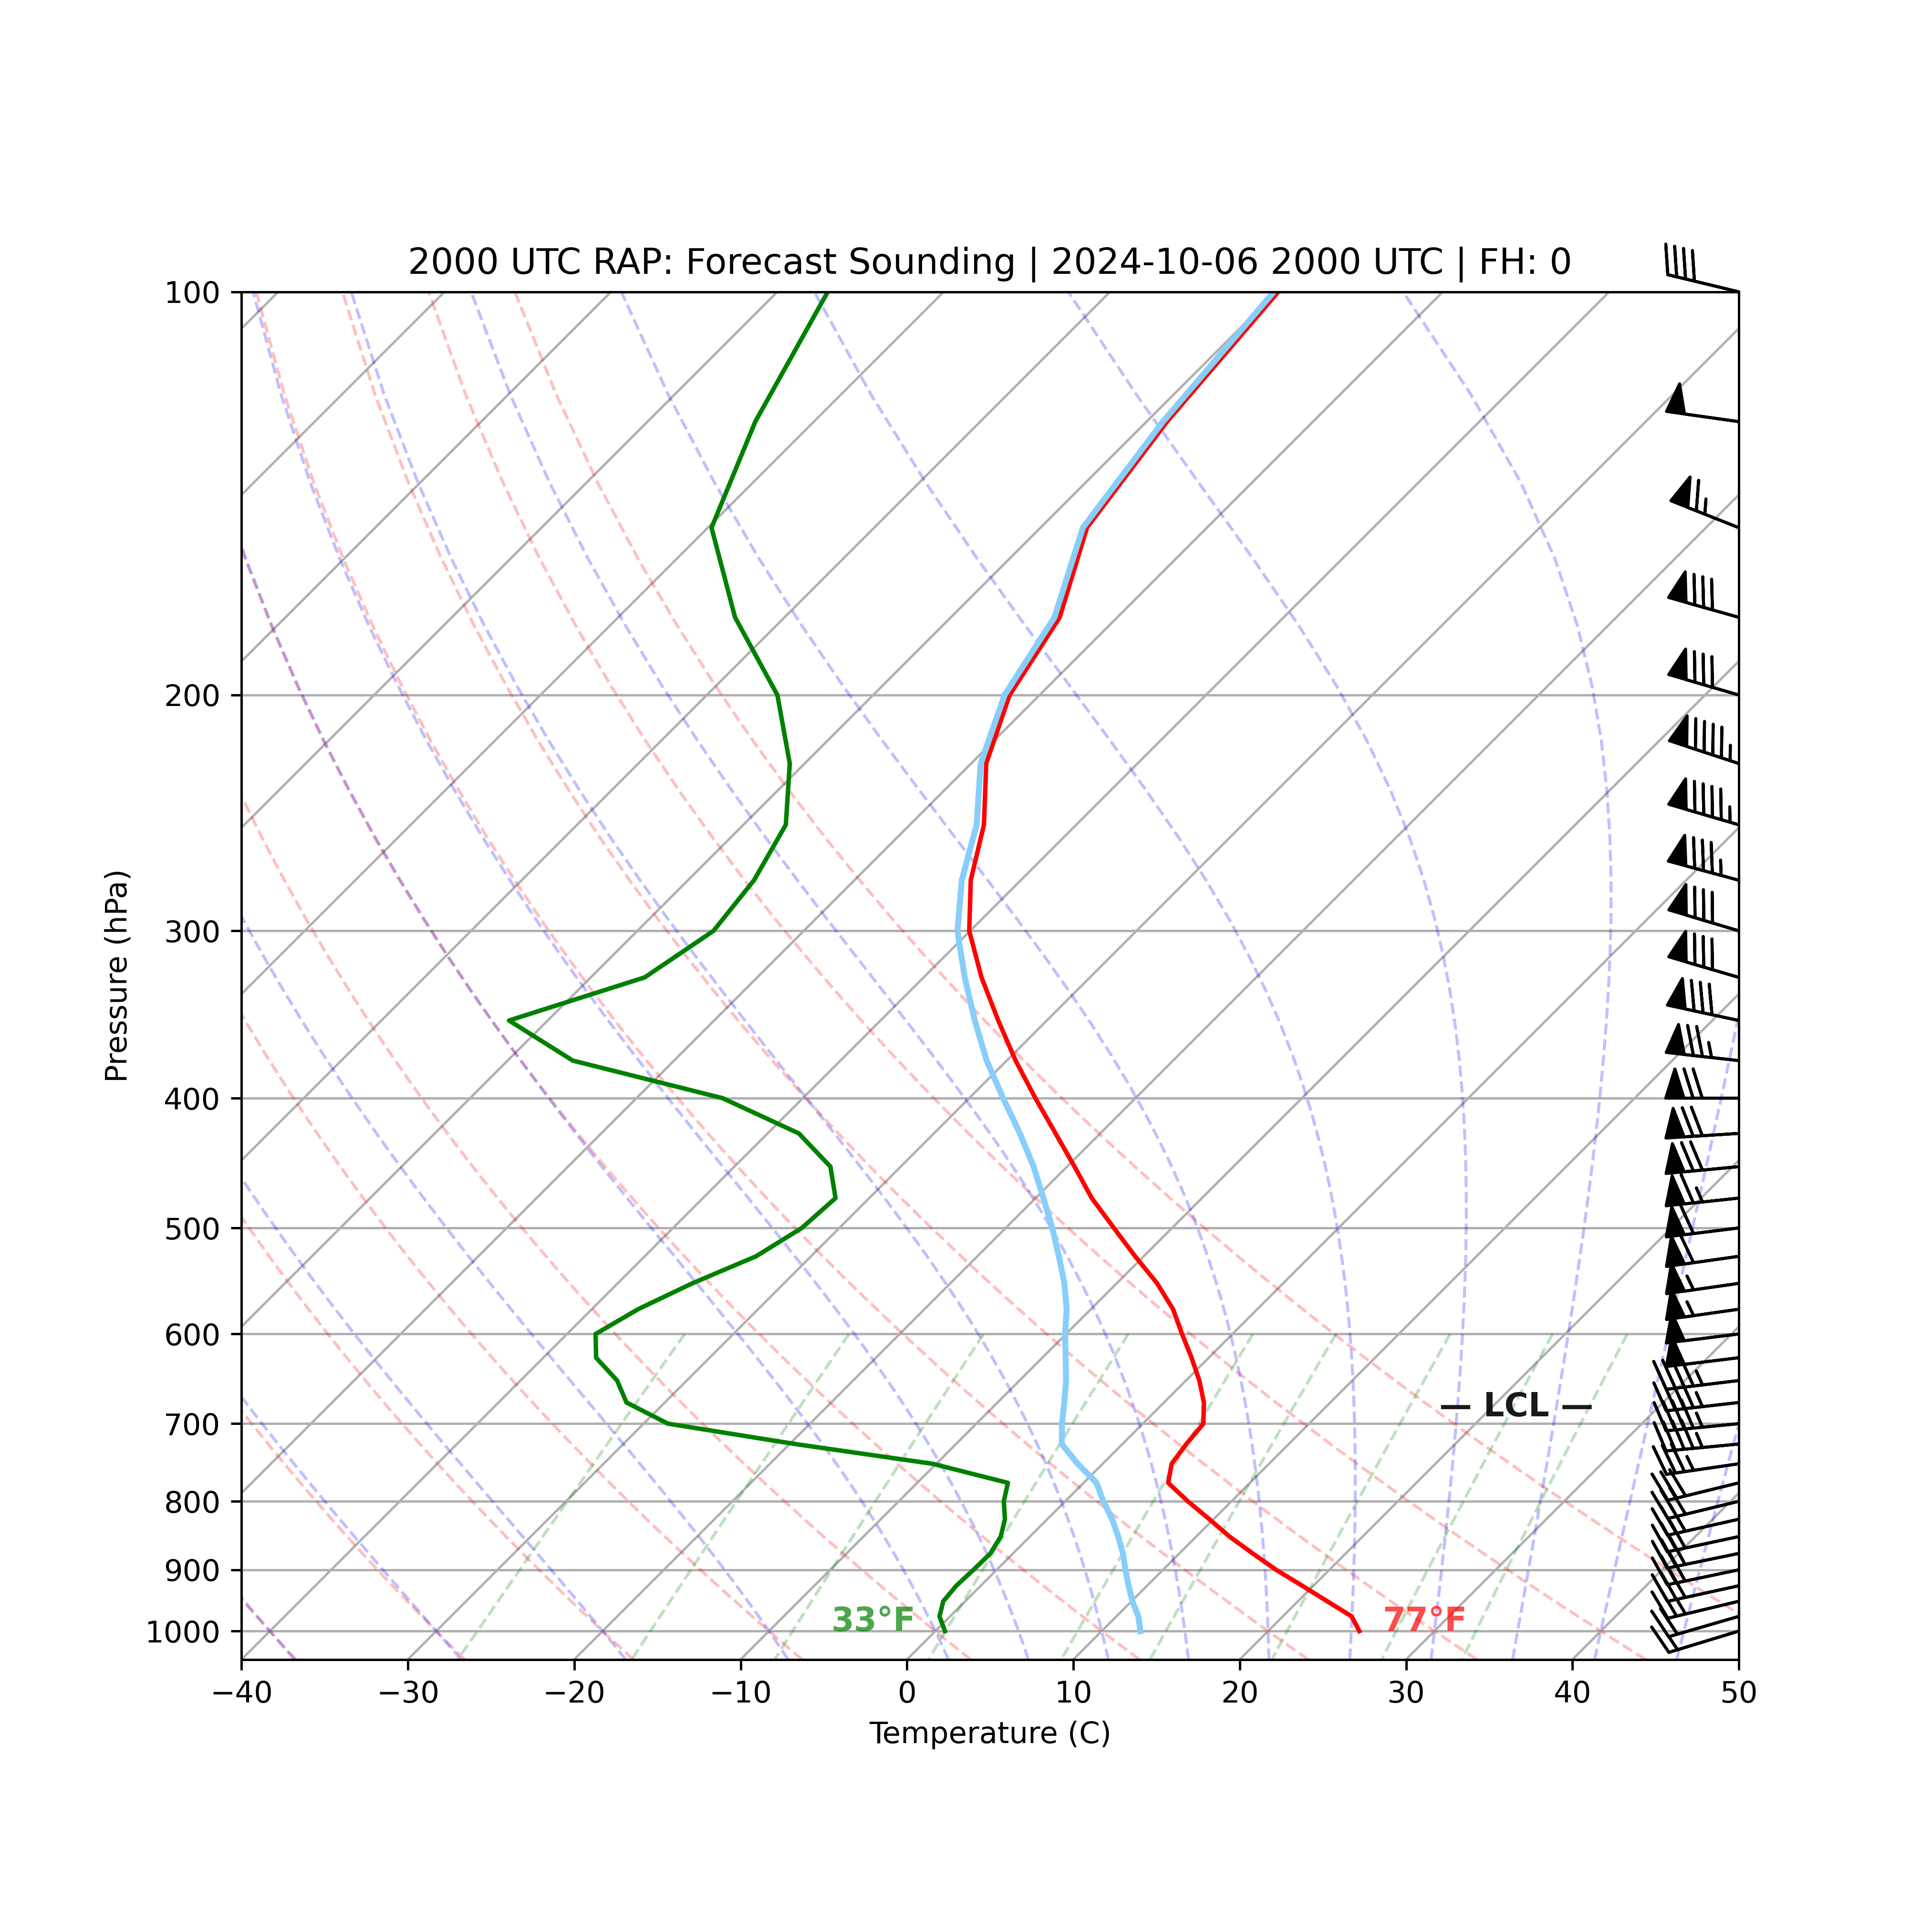 2000 UTC RAP: Forecast Sounding | 2024-10-06 2000 UTC | FH: 0
100
200
300
400
500
600
700
800
900
1000
Pressure (hPa)
— LCL —
33°F
77°F
−40 −30 −20 −10 0 10 20 30 40 50
Temperature (C)